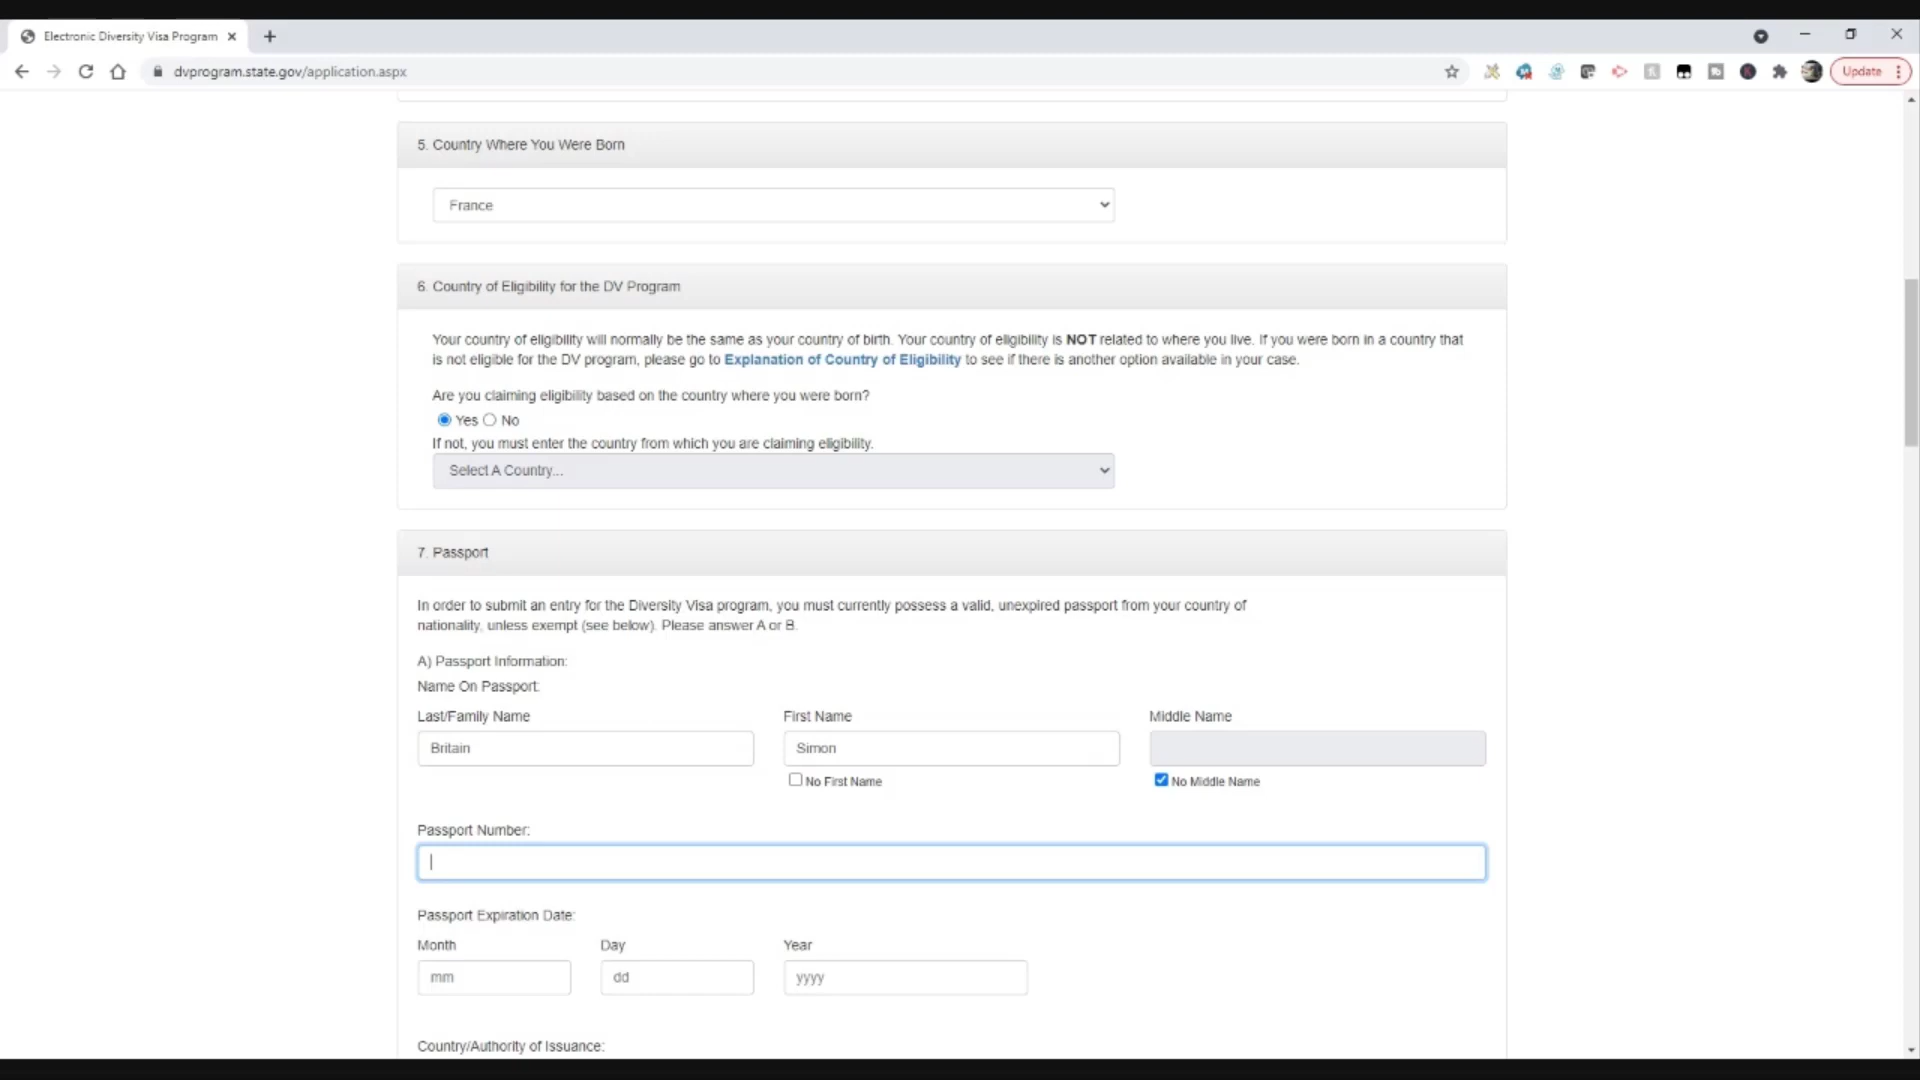 Electronic Diversity Visa Program
dvprogram.state.gov/application.aspx
Update
5. Country Where You Were Born
France
6. Country of Eligibility for the DV Program
Your country of eligibility will normally be the same as your country of birth. Your country of eligibility is NOT related to where you live. If you were born in a country that
is not eligible for the DV program, please go to Explanation of Country of Eligibility to see if there is another option available in your case.
Are you claiming eligibility based on the country where you were born?
Yes No
If not, you must enter the country from which you are claiming eligibility.
Select A Country...
7. Passport
In order to submit an entry for the Diversity Visa program, you must currently possess a valid, unexpired passport from your country of
nationality, unless exempt (see below). Please answer A or B.
A) Passport Information:
Name On Passport:
Last/Family Name First Name Middle Name
Britain Simon
No First Name No Middle Name
Passport Number:
Passport Expiration Date:
Month Day Year
mm dd yyyy
Country/Authority of Issuance: